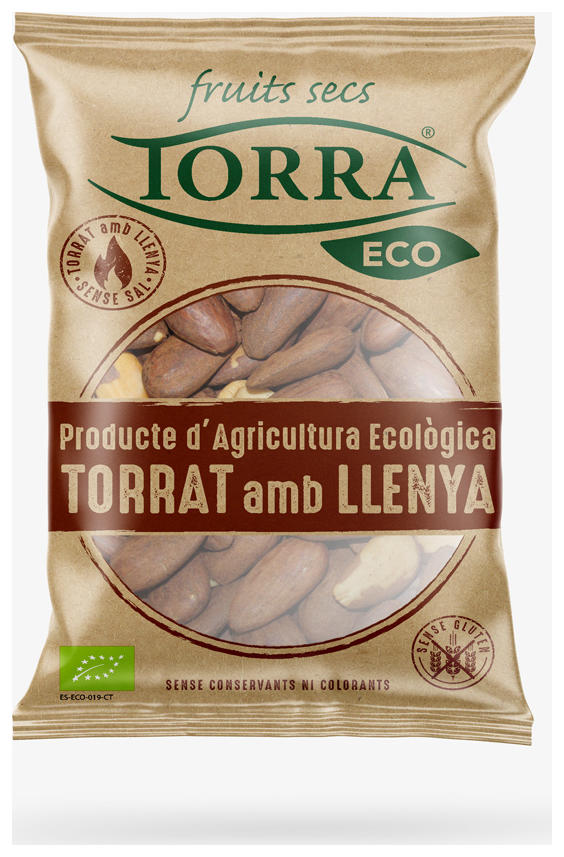 fruits secs
TORRA®
ECO
TORRAT amb LLENYA
SENSE SAL
Producte d'Agricultura Ecològica
TORRAT amb LLENYA
SENSE GLUTEN
SENSE CONSERVANTS NI COLORANTS
ES-ECO-019-CT